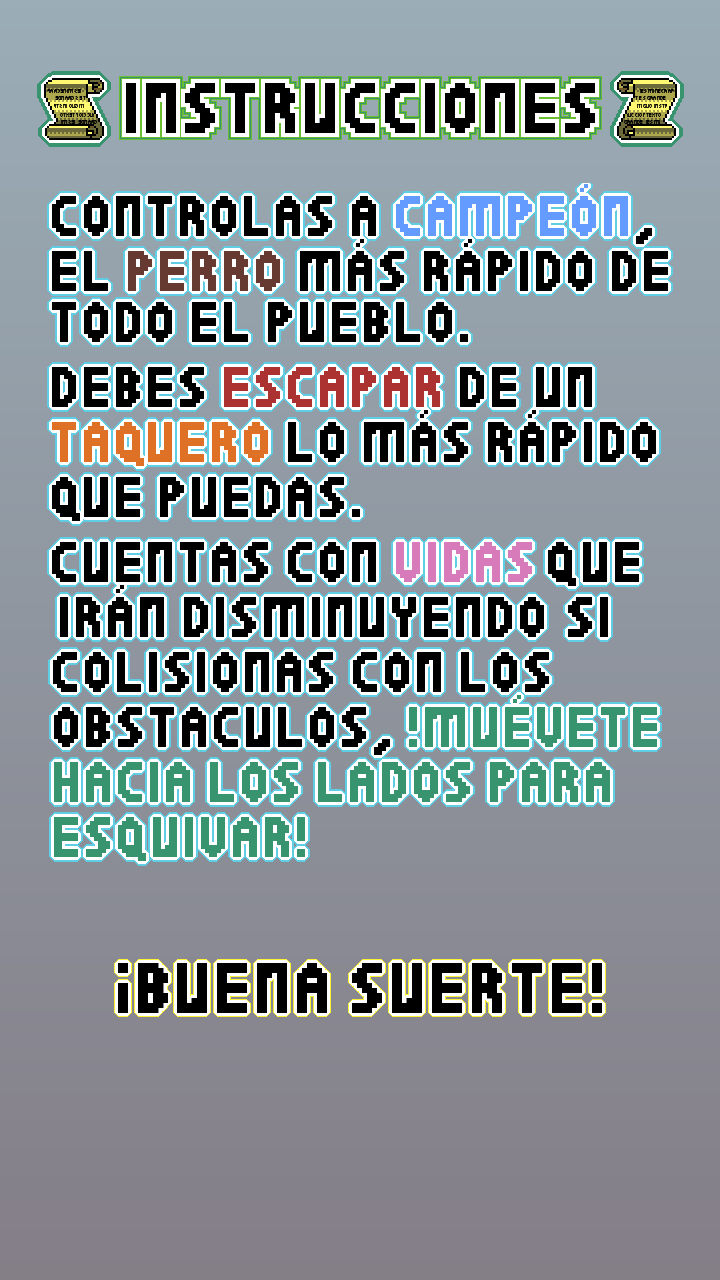 INSTRUCCIONES
CONTROLAS A CAMPEÓN,
EL PERRO MÁS RÁPIDO DE
TODO EL PUEBLO.
DEBES ESCAPAR DE UN
TAQUERO LO MÁS RÁPIDO
QUE PUEDAS.
CUENTAS CON VIDAS QUE
IRÁN DISMINUYENDO SI
COLISIONAS CON LOS
OBSTACULOS, !MUÉVETE
HACIA LOS LADOS PARA
ESQUIVAR!
¡BUENA SUERTE!